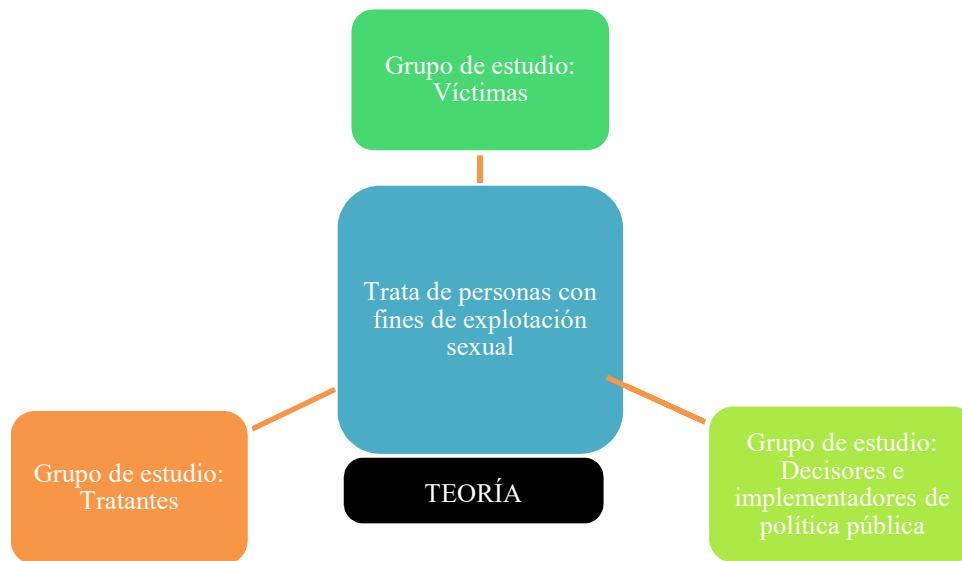 Grupo de estudio:
Víctimas
Trata de personas con
fines de explotación
sexual
Grupo de estudio:
Tratantes
TEORÍA
Grupo de estudio:
Decisores e
implementadores de
política pública